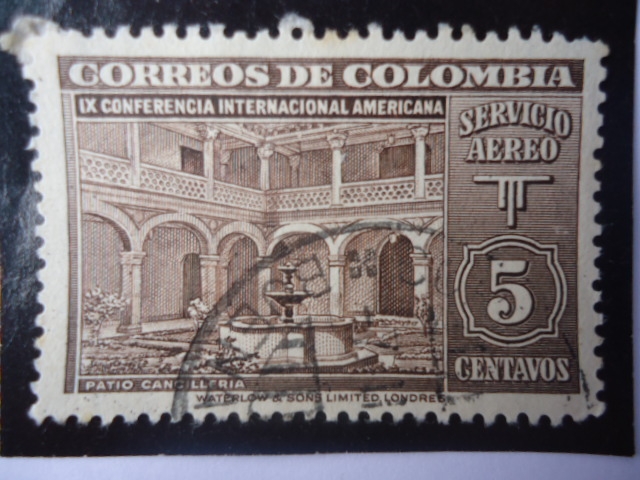 CORREOS DE COLOMBIA
IX CONFERENCIA INTERNACIONAL AMERICANA
SERVICIO
AEREO
5
CENTAVOS
PATIO CANCILLERIA
WATERLOW & SONS LIMITED, LONDRES